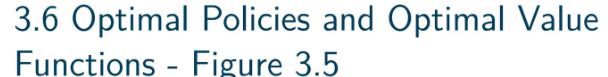 3.6 Optimal Policies and Optimal Value
Functions - Figure 3.5